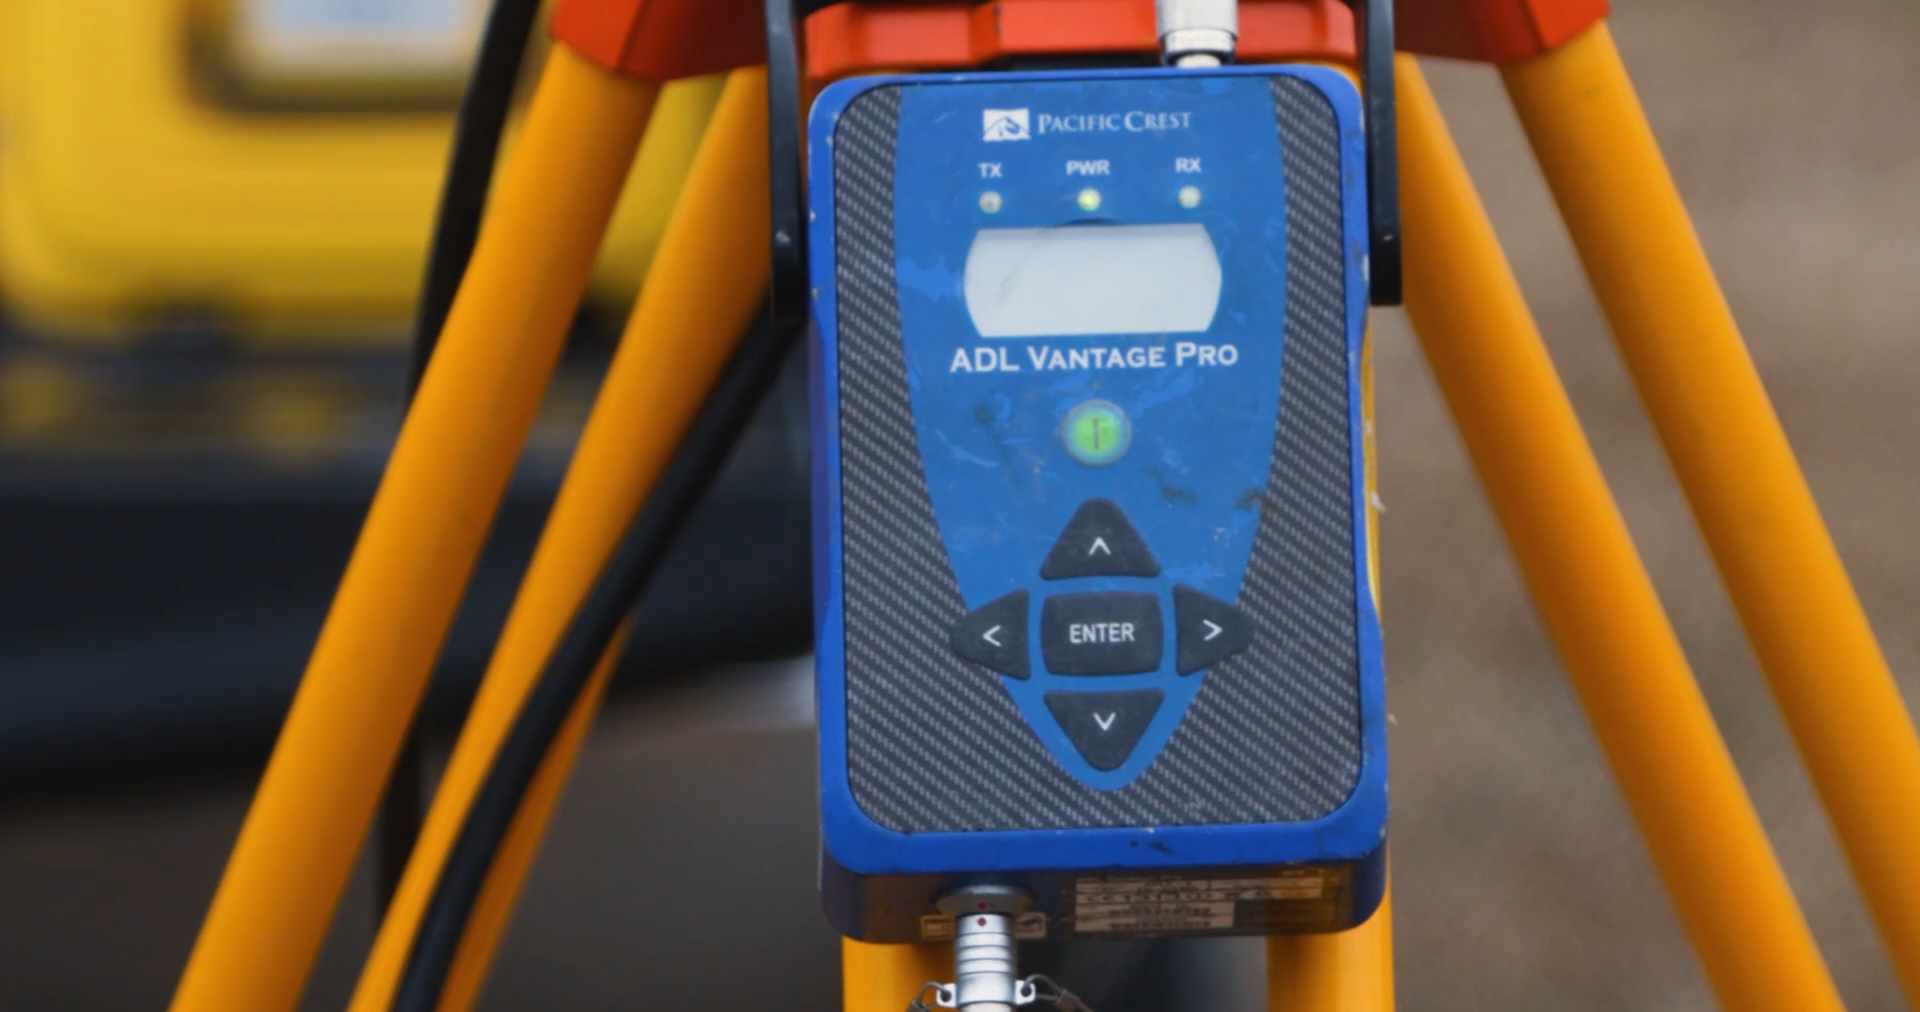 PACIFIC CREST
TX PWR RX
ADL VANTAGE PRO
^
< ENTER >
v